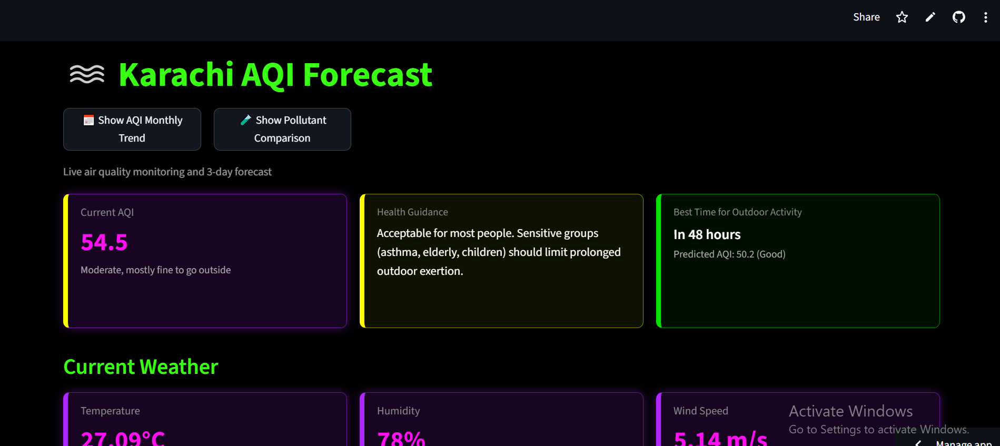 Share
Karachi AQI Forecast
Show AQI Monthly
Trend
Show Pollutant
Comparison
Live air quality monitoring and 3-day forecast
Current AQI
54.5
Moderate, mostly fine to go outside
Health Guidance
Acceptable for most people. Sensitive groups
(asthma, elderly, children) should limit prolonged
outdoor exertion.
Best Time for Outdoor Activity
In 48 hours
Predicted AQI: 50.2 (Good)
Current Weather
Temperature
27.09°C
Humidity
78%
Wind Speed
5.14 m/s
Activate Windows
Go to Settings to activate Windows.
Manage app